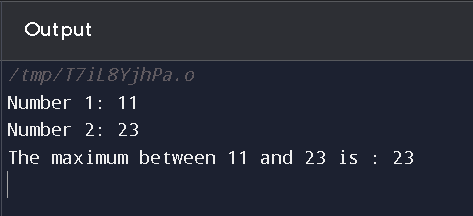 Output
/tmp/T7iL8YjhPa.o
Number 1: 11
Number 2: 23
The maximum between 11 and 23 is : 23